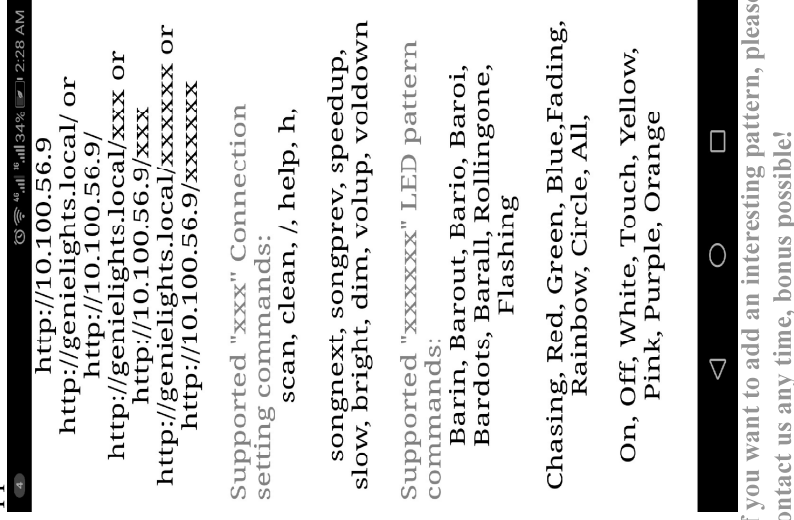 4 4G 1G 34% 2:28 AM
http://10.100.56.9
http://genielights.local/ or
http://10.100.56.9/
http://genielights.local/xxx or
http://10.100.56.9/xxx
http://genielights.local/xxxxxx or
http://10.100.56.9/xxxxxx
Supported "xxx" Connection
setting commands:
scan, clean, /, help, h,
songnext, songprev, speedup,
slow, bright, dim, volup, voldown
Supported "xxxxxx" LED pattern
commands:
Barin, Barout, Bario, Baroi,
Bardots, Barall, Rollingone,
Flashing
Chasing, Red, Green, Blue,Fading,
Rainbow, Circle, All,
On, Off, White, Touch, Yellow,
Pink, Purple, Orange
f you want to add an interesting pattern, please
ontact us any time, bonus possible!